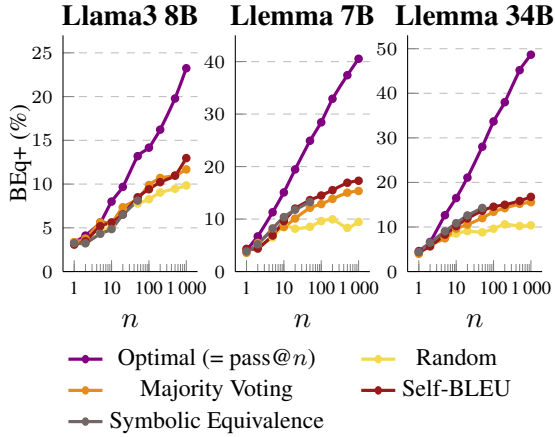 Llama3 8B Llemma 7B Llemma 34B
BEq+ (%)
25
20
15
10
5
0
1 10 100 1 000
n
40
30
20
10
0
1 10 100 1 000
n
50
40
30
20
10
0
1 10 100 1 000
n
Optimal (= pass@n) Random
Majority Voting Self-BLEU
Symbolic Equivalence